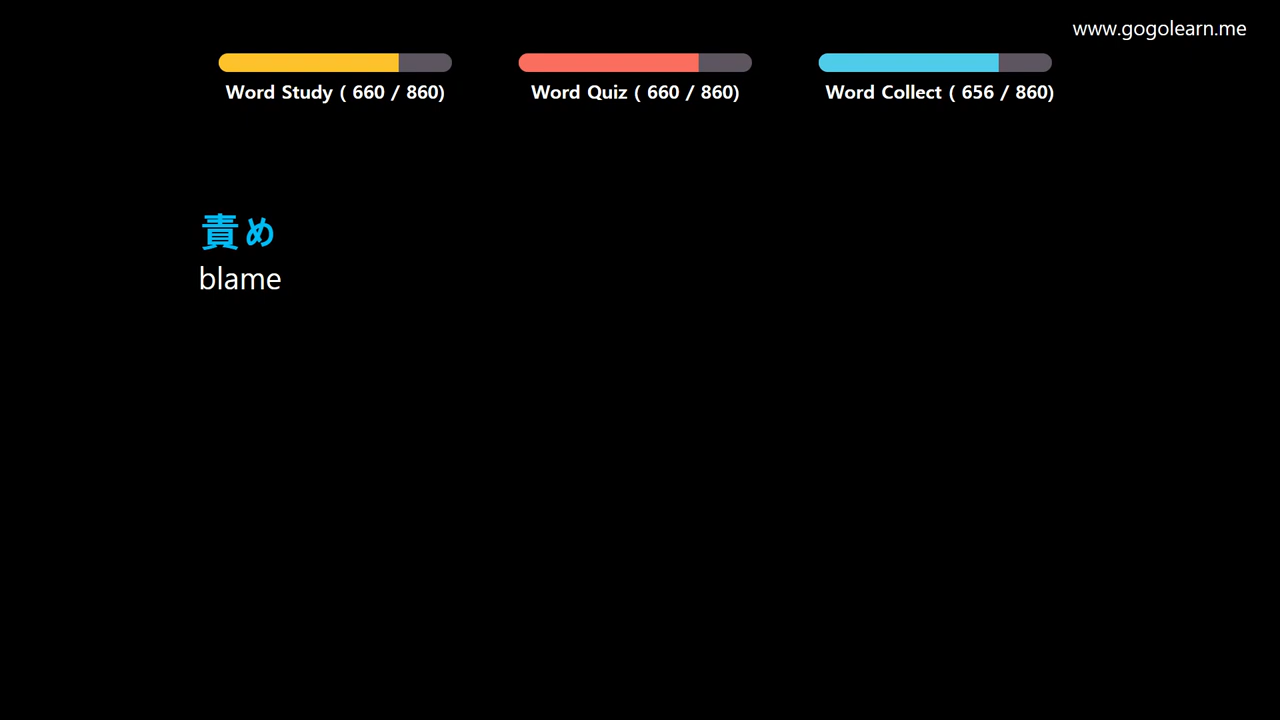 www.gogolearn.me
Word Study ( 660 / 860)
Word Quiz ( 660 / 860)
Word Collect ( 656 / 860)
責め
blame